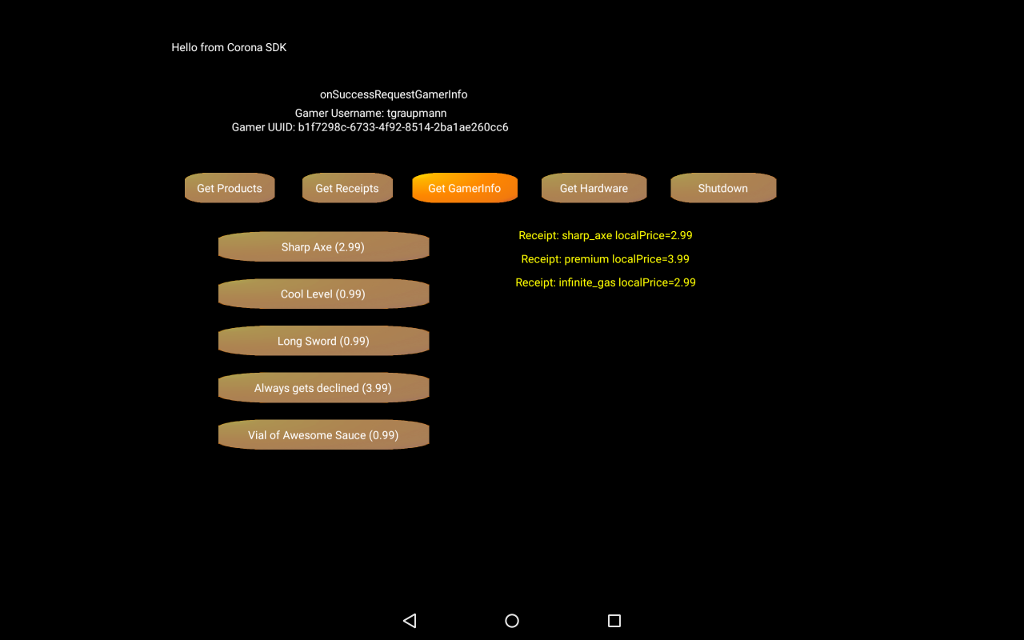 Hello from Corona SDK
onSuccessRequestGamerInfo
Gamer Username: tgraupmann
Gamer UUID: b1f7298c-6733-4f92-8514-2ba1ae260cc6
Get Products
Get Receipts
Get GamerInfo
Get Hardware
Shutdown
Sharp Axe (2.99)
Cool Level (0.99)
Long Sword (0.99)
Always gets declined (3.99)
Vial of Awesome Sauce (0.99)
Receipt: sharp_axe localPrice=2.99
Receipt: premium localPrice=3.99
Receipt: infinite_gas localPrice=2.99